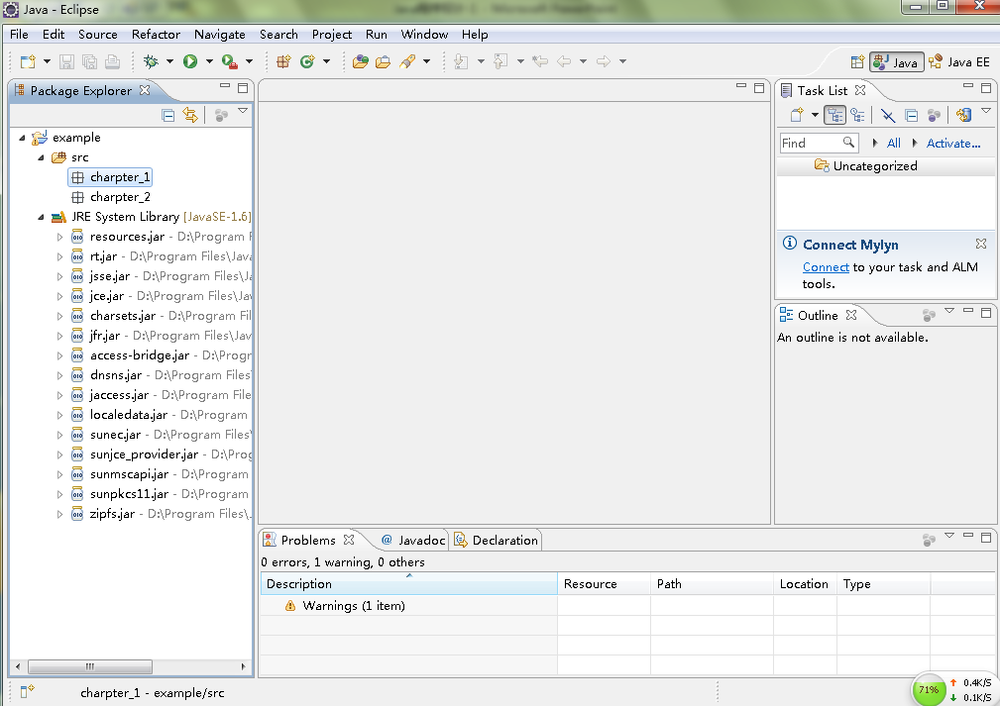 Java - Eclipse
File Edit Source Refactor Navigate Search Project Run Window Help
Java Java EE
Package Explorer
example
src
charpter_1
charpter_2
JRE System Library [JavaSE-1.6]
resources.jar - D:\Program F
rt.jar - D:\Program Files\Java
jsse.jar - D:\Program Files\Ja
jce.jar - D:\Program Files\Jav
charsets.jar - D:\Program Fil
jfr.jar - D:\Program Files\Jav
access-bridge.jar - D:\Progr
dnsns.jar - D:\Program Files
jaccess.jar - D:\Program File
localedata.jar - D:\Program
sunec.jar - D:\Program Files\
sunjce_provider.jar - D:\Prog
sunmscapi.jar - D:\Program
sunpkcs11.jar - D:\Program
zipfs.jar - D:\Program Files\
Task List
Find All Activate...
Uncategorized
Connect Mylyn
Connect to your task and ALM
tools.
Outline
An outline is not available.
Problems @ Javadoc Declaration
0 errors, 1 warning, 0 others
Description Resource Path Location Type
Warnings (1 item)
charpter_1 - example/src
71%
0.4K/S
0.1K/S